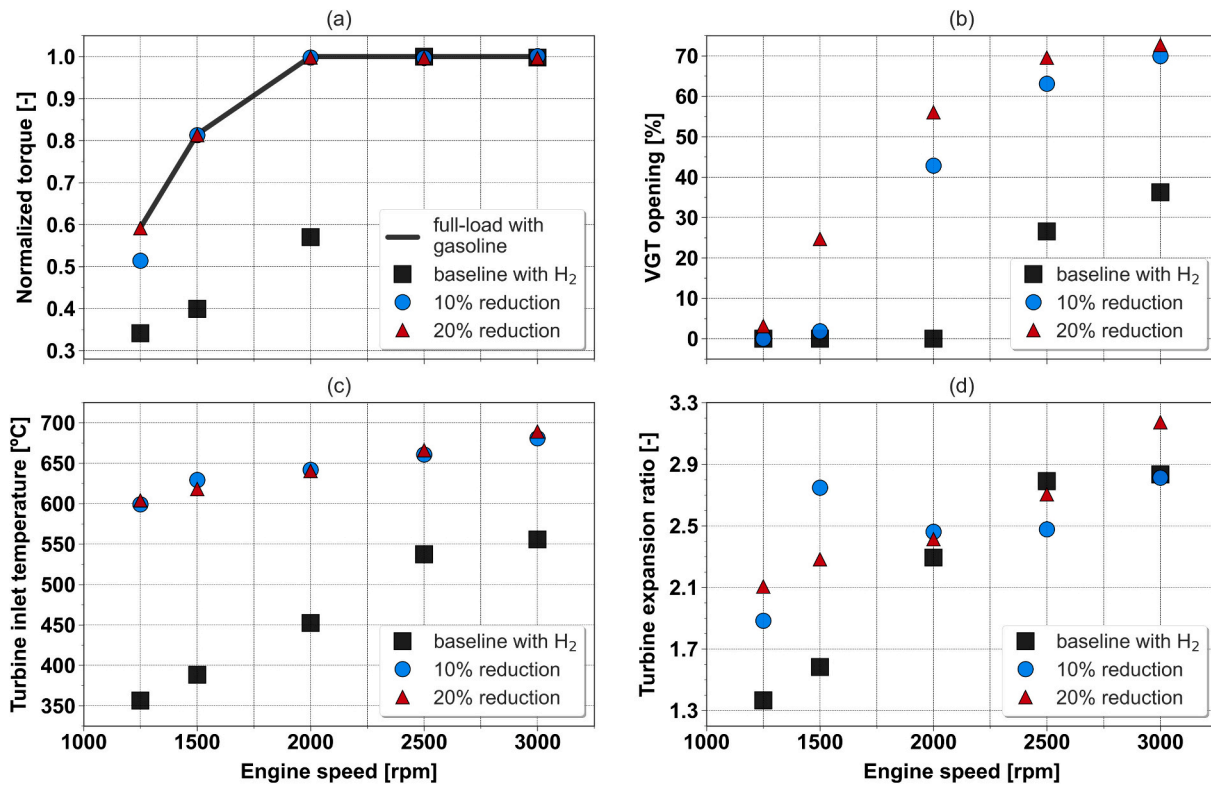 (a)
1.0
0.9
0.8
0.7
0.6
0.5
0.4
0.3
Normalized torque [-]
full-load with
gasoline
baseline with H₂
10% reduction
20% reduction
(b)
70
60
50
40
30
20
10
0
VGT opening [%]
baseline with H₂
10% reduction
20% reduction
(c)
700
650
600
550
500
450
400
350
Turbine inlet temperature [ºC]
baseline with H₂
10% reduction
20% reduction
1000 1500 2000 2500 3000
Engine speed [rpm]
(d)
3.3
2.9
2.5
2.1
1.7
1.3
Turbine expansion ratio [-]
baseline with H₂
10% reduction
20% reduction
1000 1500 2000 2500 3000
Engine speed [rpm]